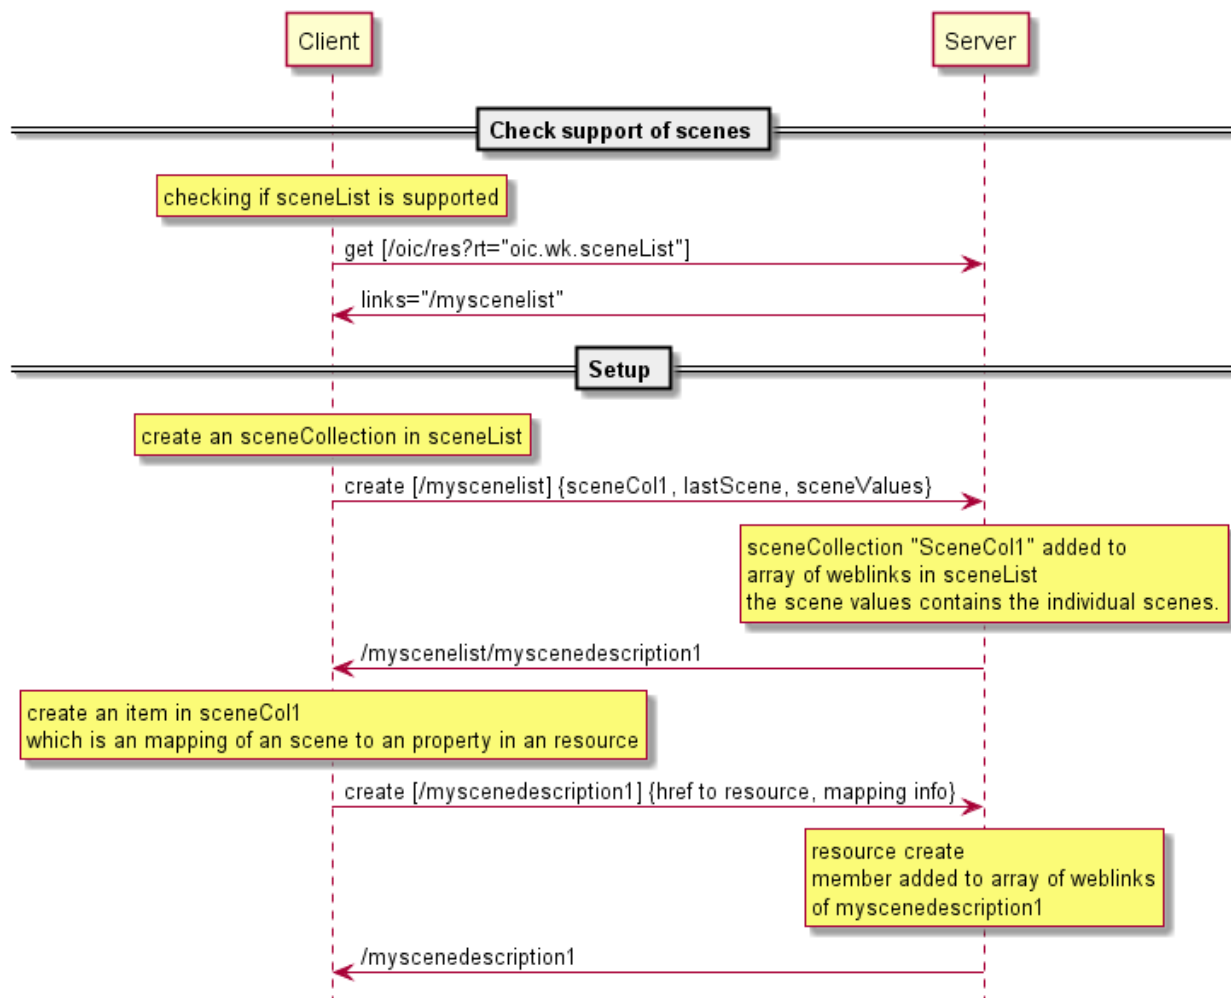 Client
Server
Check support of scenes
checking if sceneList is supported
get [/oic/res?rt="oic.wk.sceneList"]
links="/myscenelist"
Setup
create an sceneCollection in sceneList
create [/myscenelist] {sceneCol1, lastScene, sceneValues}
sceneCollection "SceneCol1" added to
array of weblinks in sceneList
the scene values contains the individual scenes.
/myscenelist/myscenedescription1
create an item in sceneCol1
which is an mapping of an scene to an property in an resource
create [/myscenedescription1] {href to resource, mapping info}
resource create
member added to array of weblinks
of myscenedescription1
/myscenedescription1